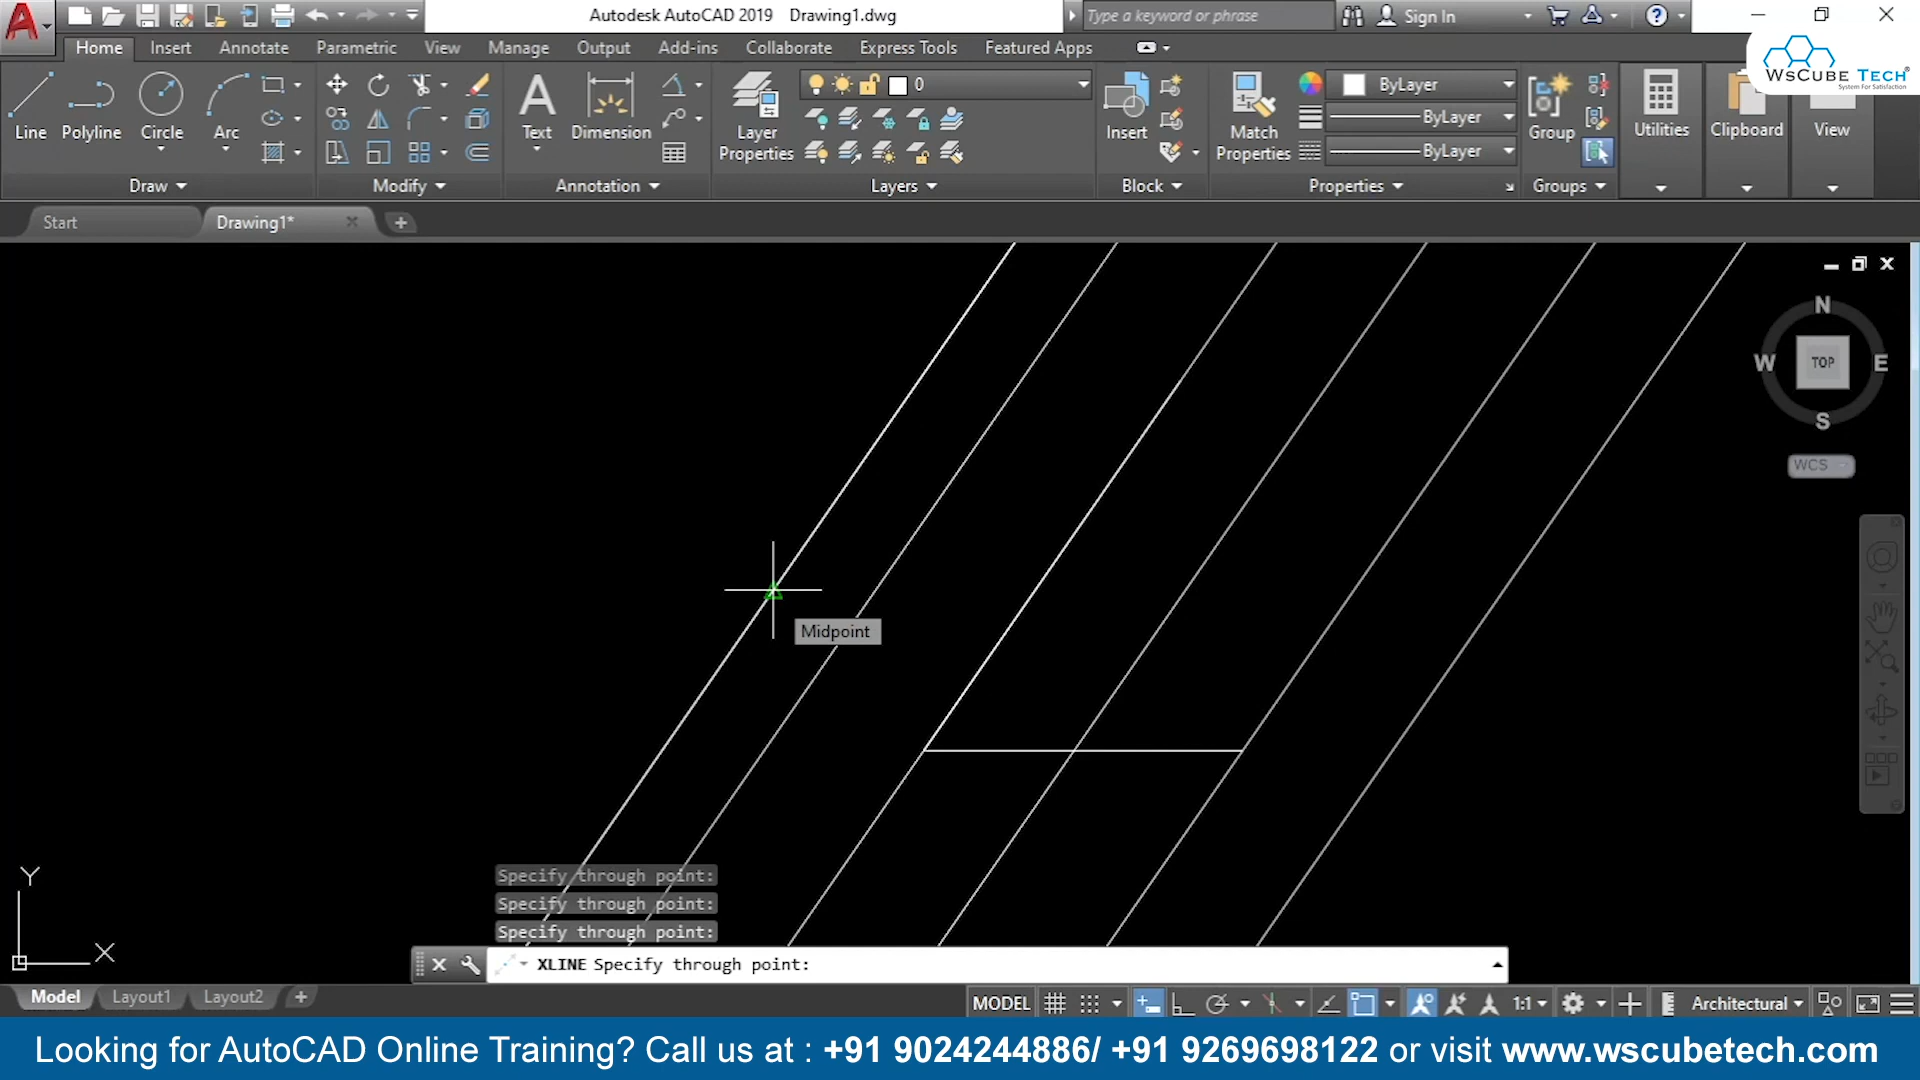 Autodesk AutoCAD 2019 Drawing1.dwg
Type a keyword or phrase
Sign In
Home Insert Annotate Parametric View Manage Output Add-ins Collaborate Express Tools Featured Apps
WsCube Tech®
System For Satisfaction
0
ByLayer
ByLayer
ByLayer
Line Polyline Circle Arc
Text Dimension
Layer Properties
Insert
Match Properties
Group
Utilities Clipboard View
Draw Modify Annotation Layers Block Properties Groups
Start Drawing1*
N
W TOP E
S
WCS
Midpoint
Y
X
Specify through point:
Specify through point:
Specify through point:
XLINE Specify through point:
Model Layout1 Layout2
MODEL 1:1 Architectural
Looking for AutoCAD Online Training? Call us at : +91 9024244886/ +91 9269698122 or visit www.wscubetech.com